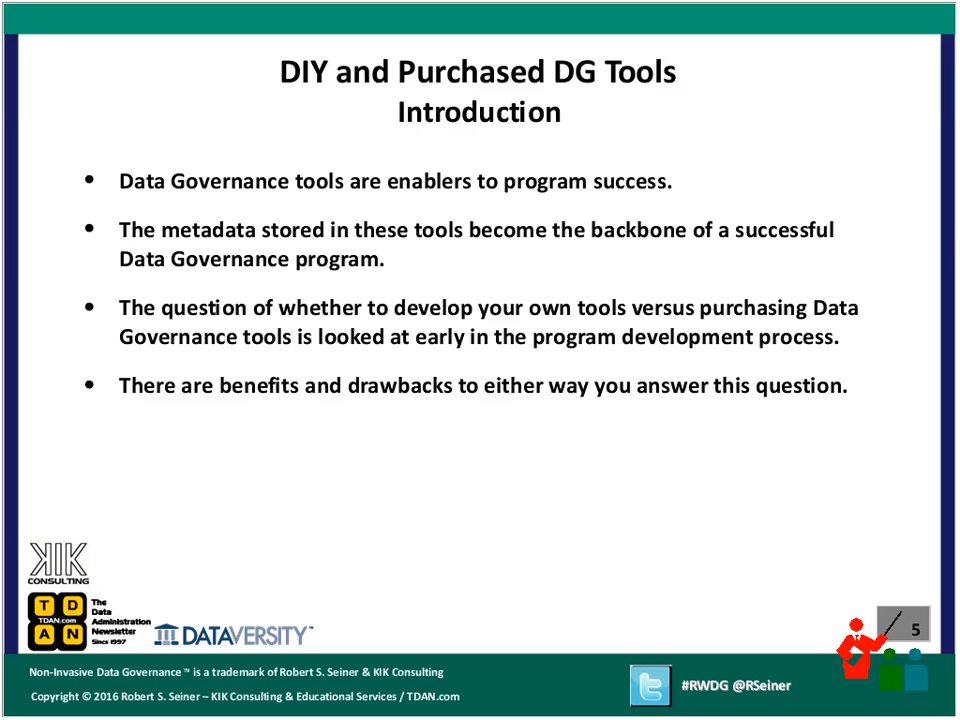 DIY and Purchased DG Tools
Introduction
• Data Governance tools are enablers to program success.
• The metadata stored in these tools become the backbone of a successful
Data Governance program.
• The question of whether to develop your own tools versus purchasing Data
Governance tools is looked at early in the program development process.
• There are benefits and drawbacks to either way you answer this question.
KIK
CONSULTING
T D
TDAN.com
A N
The
Data
Administration
Newsletter
Since 1997
DATAVERSITY™
5
Non-Invasive Data Governance ™ is a trademark of Robert S. Seiner & KIK Consulting
Copyright © 2016 Robert S. Seiner – KIK Consulting & Educational Services / TDAN.com
#RWDG @RSeiner